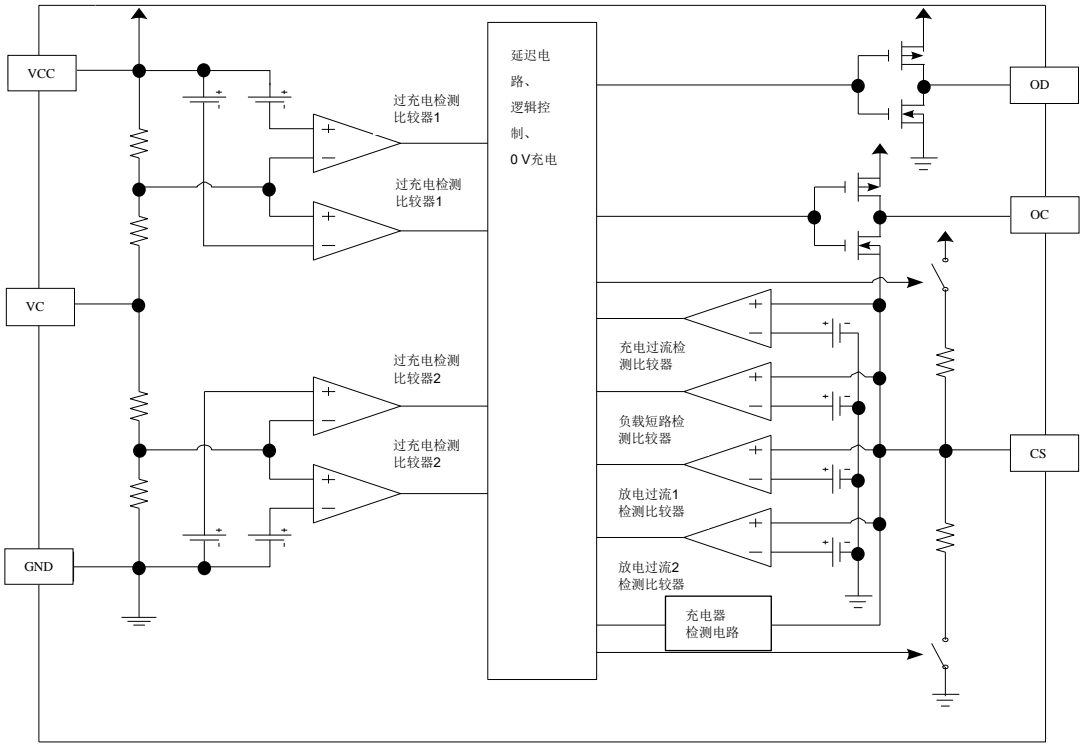 VCC
VC
GND
过充电检测
比较器1
过充电检测
比较器1
过充电检测
比较器2
过充电检测
比较器2
延迟电
路、
逻辑控
制、
0 V充电
充电过流检
测比较器
负载短路检
测比较器
放电过流1
检测比较器
放电过流2
检测比较器
充电器
检测电路
OD
OC
CS